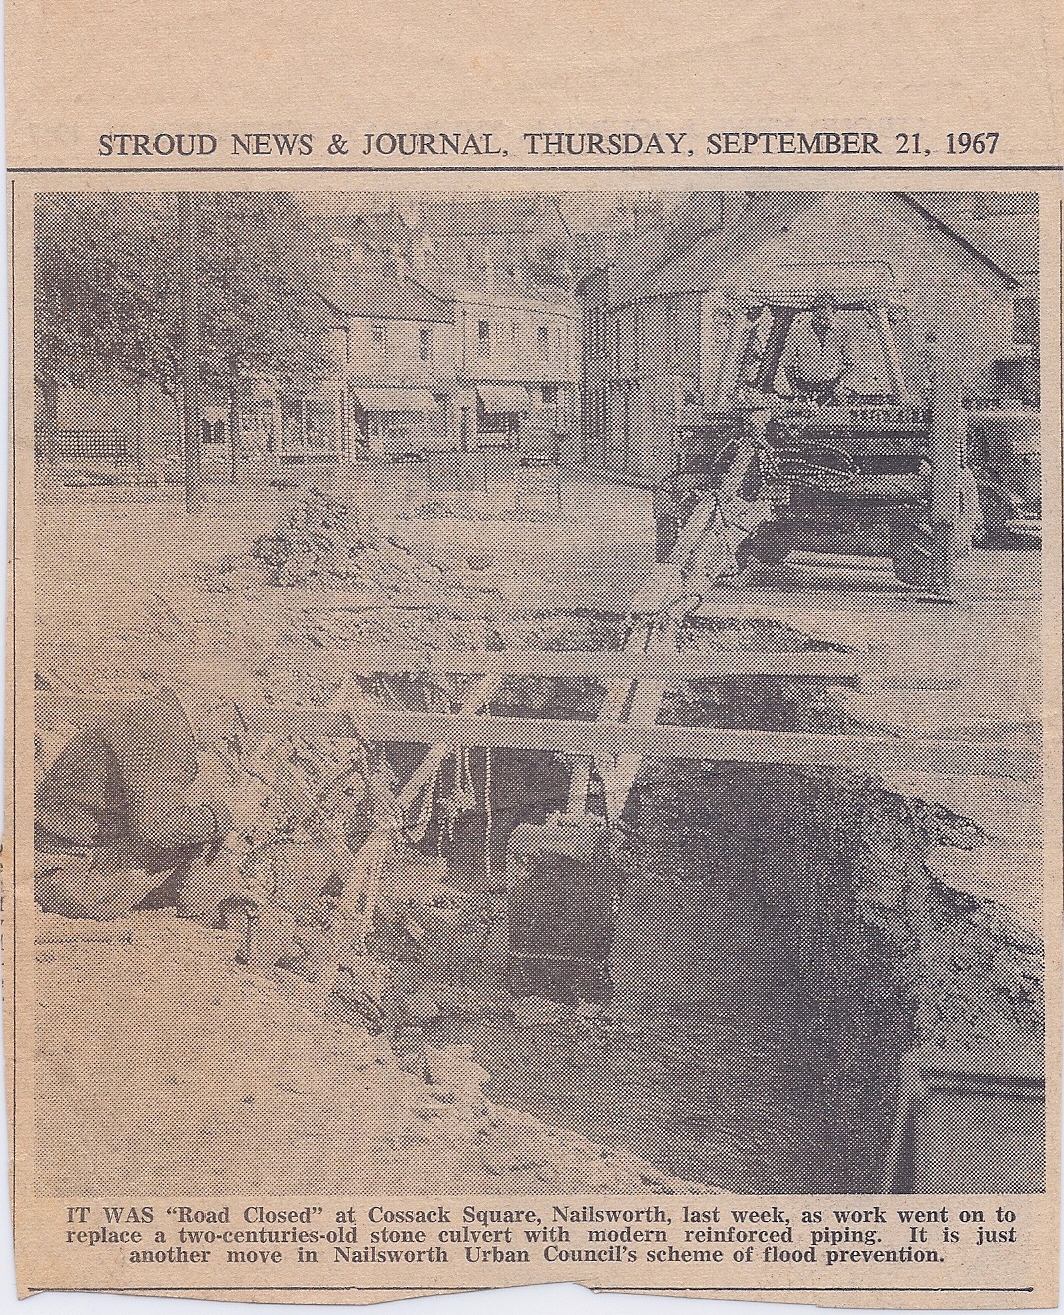 STROUD NEWS & JOURNAL, THURSDAY, SEPTEMBER 21, 1967
IT WAS “Road Closed” at Cossack Square, Nailsworth, last week, as work went on to
replace a two-centuries-old stone culvert with modern reinforced piping. It is just
another move in Nailsworth Urban Council's scheme of flood prevention.